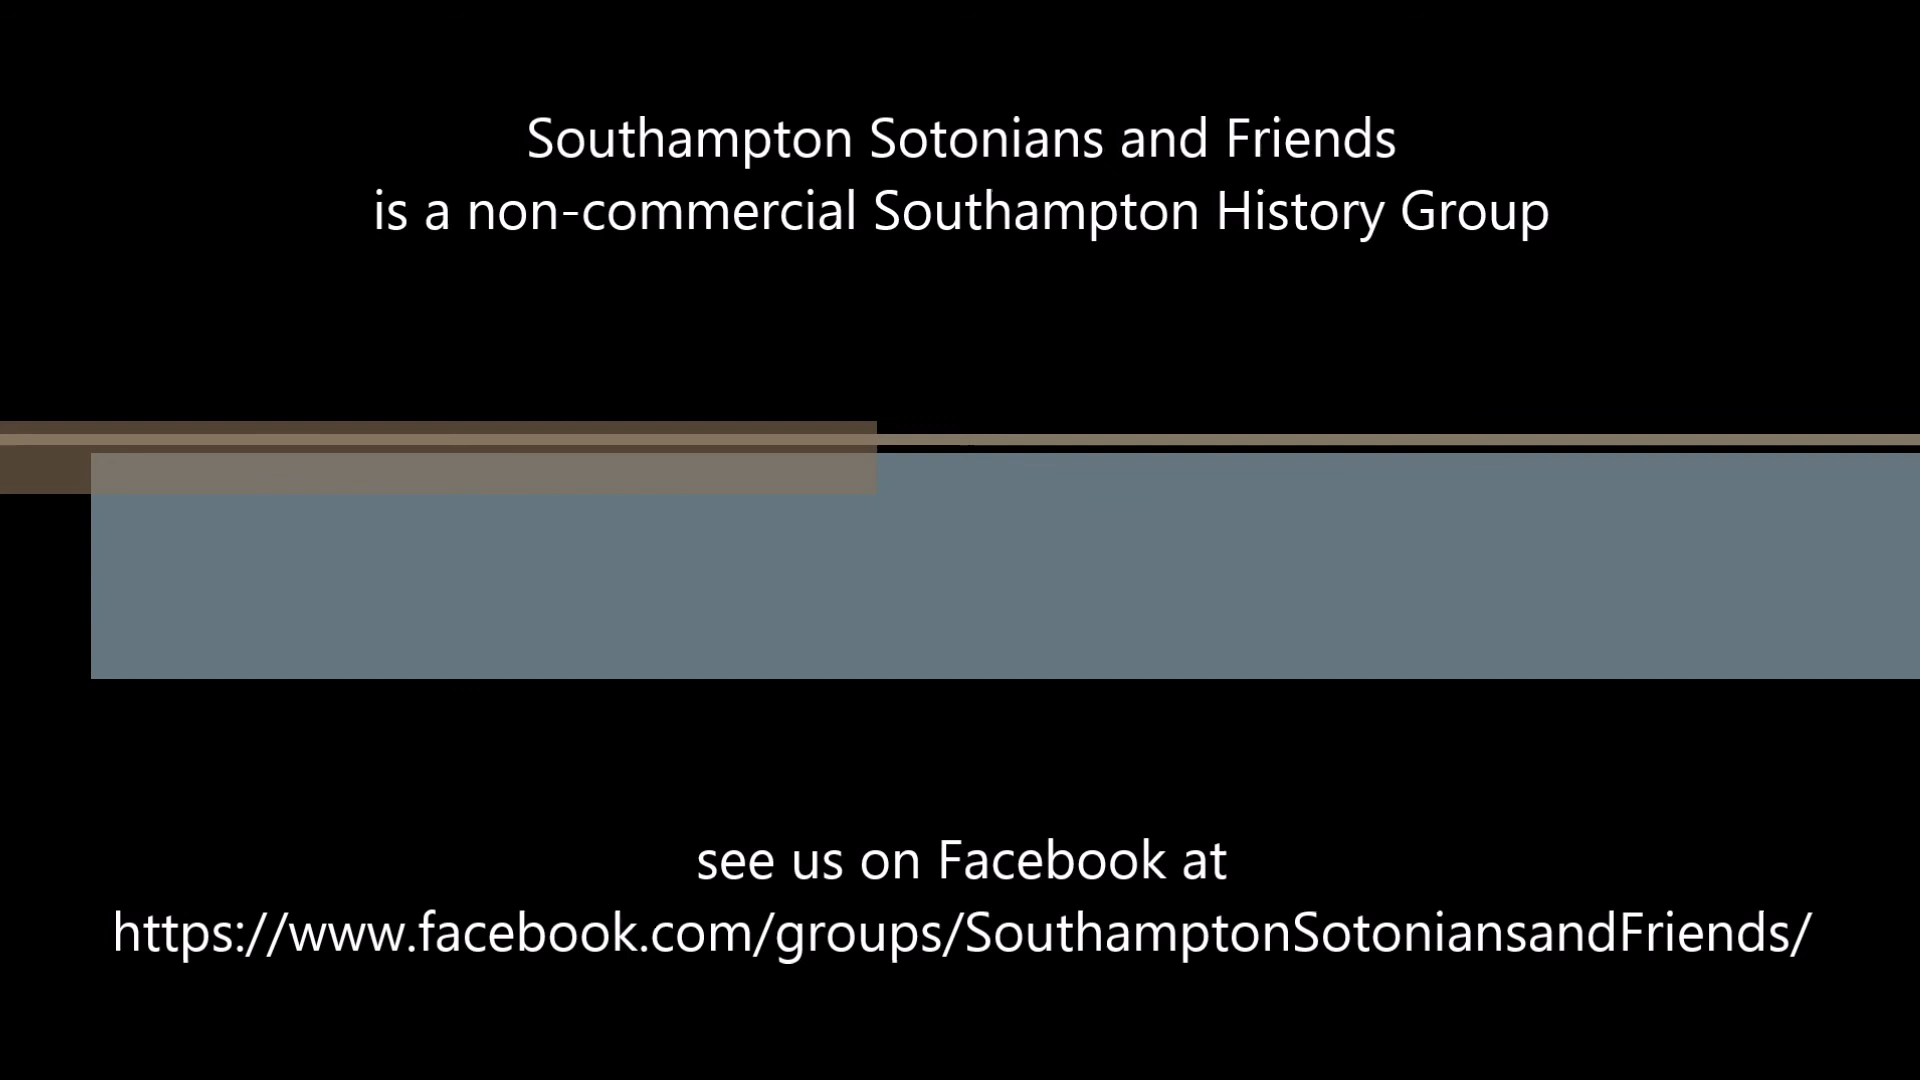 Southampton Sotonians and Friends
is a non-commercial Southampton History Group
see us on Facebook at
https://www.facebook.com/groups/SouthamptonSotoniansandFriends/